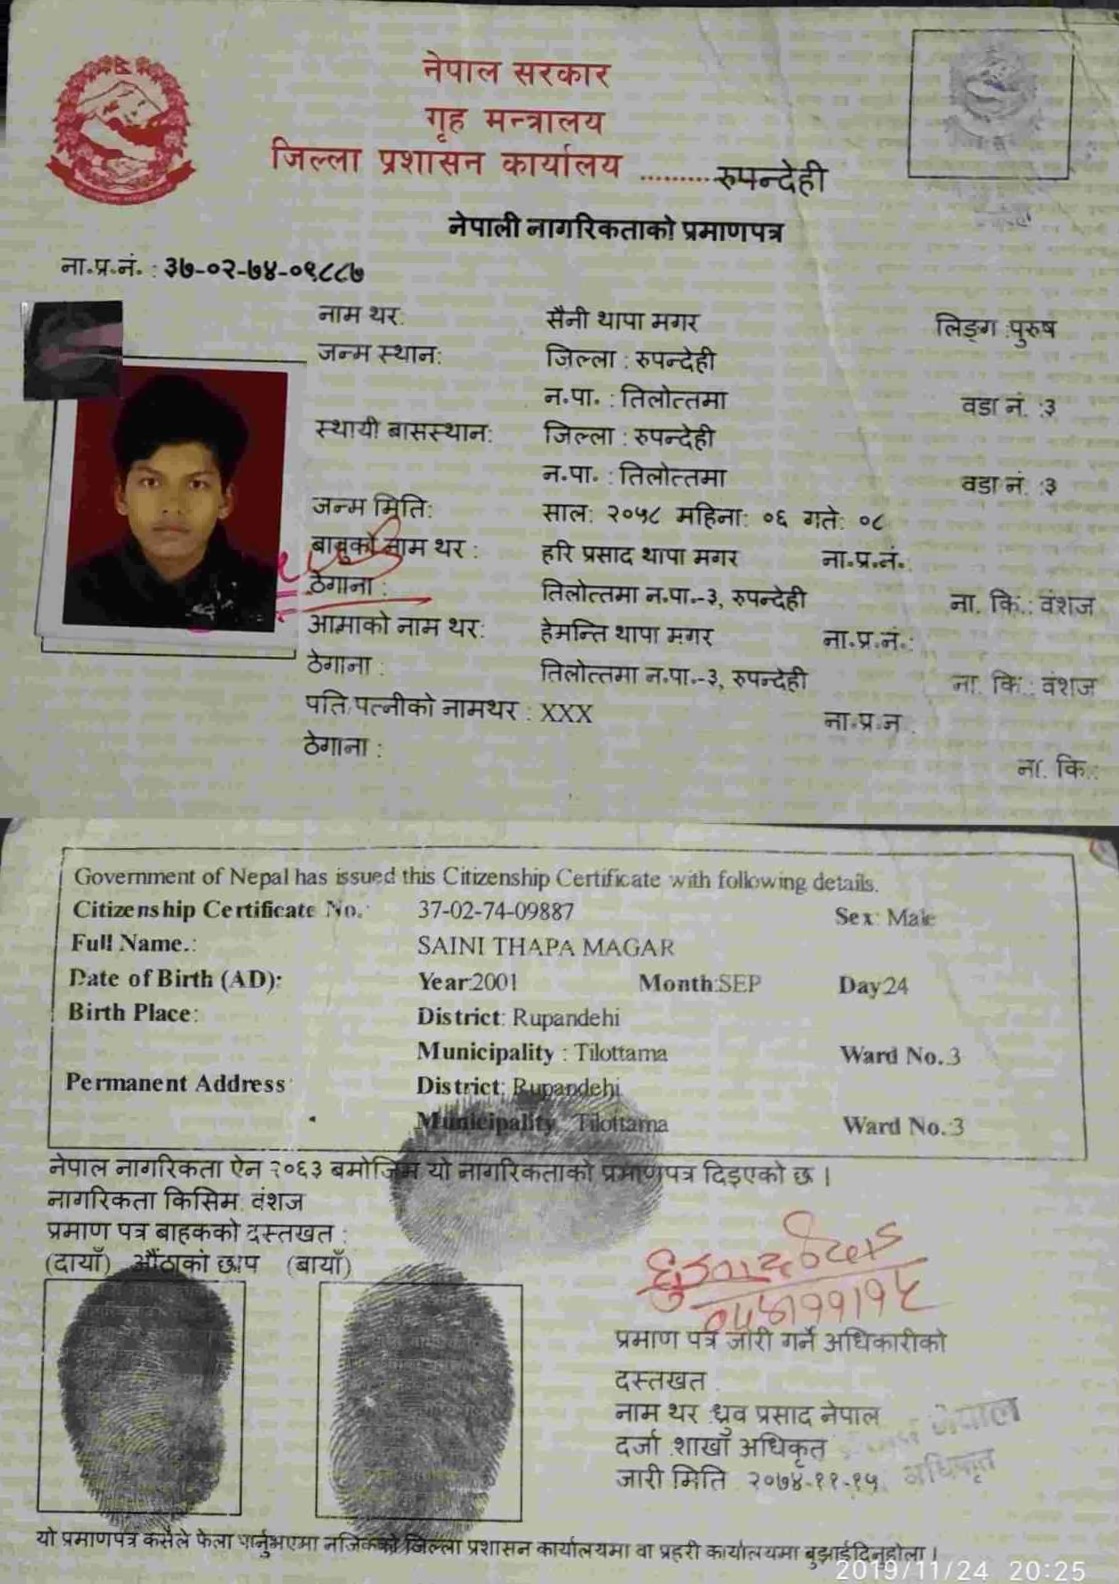 नेपाल सरकार
गृह मन्त्रालय
जिल्ला प्रशासन कार्यालय .........रुपन्देही
नेपाली नागरिकताको प्रमाणपत्र
ना.प्र.नं. : ३७-०२-७४-०९८८७
नाम थर: सैनी थापा मगर लिङ्ग :पुरुष
जन्म स्थान: जिल्ला : रुपन्देही
न.पा. : तिलोत्तमा वडा नं. :३
स्थायी बासस्थान: जिल्ला : रुपन्देही
न.पा. : तिलोत्तमा वडा नं. :३
जन्म मिति: साल: २०५८ महिना: ०६ गते: ०८
बाबुको नाम थर : हरि प्रसाद थापा मगर ना.प्र.नं.:
ठेगाना : तिलोत्तमा न.पा.-३, रुपन्देही ना. कि.: वंशज
आमाको नाम थर: हेमन्ति थापा मगर ना.प्र.नं.:
ठेगाना : तिलोत्तमा न.पा.-३, रुपन्देही ना. कि.: वंशज
पति/पत्नीको नामथर : XXX ना.प्र.न.:
ठेगाना :
ना. कि.:
Government of Nepal has issued this Citizenship Certificate with following details.
Citizenship Certificate No.: 37-02-74-09887 Sex: Male
Full Name.: SAINI THAPA MAGAR
Date of Birth (AD): Year:2001 Month:SEP Day:24
Birth Place: District: Rupandehi
Municipality : Tilottama Ward No.:3
Permanent Address: District: Rupandehi
Municipality : Tilottama Ward No.:3
नेपाल नागरिकता ऐन २०६३ बमोजिम यो नागरिकताको प्रमाणपत्र दिइएको छ ।
नागरिकता किसिम: वंशज
प्रमाण पत्र बाहकको दस्तखत :
(दायाँ) औंठाको छाप (बायाँ)
प्रमाण पत्र जारी गर्ने अधिकारीको
दस्तखत
नाम थर :ध्रुव प्रसाद नेपाल
दर्जा :शाखा अधिकृत
जारी मिति २०७४-११-१५
नेपाल
अधिकृत
यो प्रमाणपत्र कसैले फेला पार्नुभएमा नजिकको जिल्ला प्रशासन कार्यालयमा वा प्रहरी कार्यालयमा बुझाईदिनुहोला ।
2019/11/24 20:25